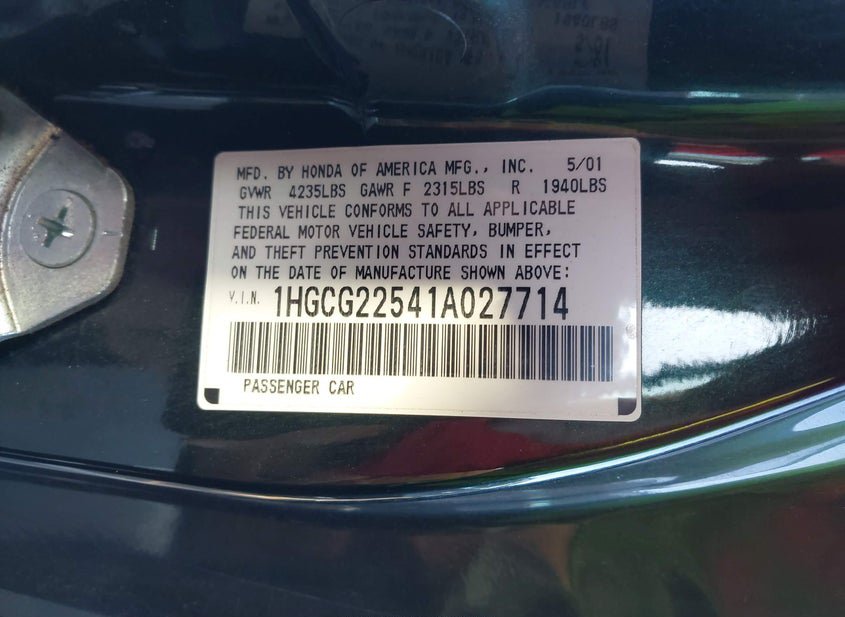 MFD. BY HONDA OF AMERICA MFG., INC. 5/01
GVWR 4235LBS GAWR F 2315LBS R 1940LBS
THIS VEHICLE CONFORMS TO ALL APPLICABLE
FEDERAL MOTOR VEHICLE SAFETY, BUMPER,
AND THEFT PREVENTION STANDARDS IN EFFECT
ON THE DATE OF MANUFACTURE SHOWN ABOVE:
V.I.N. 1HGCG22541A027714
PASSENGER CAR